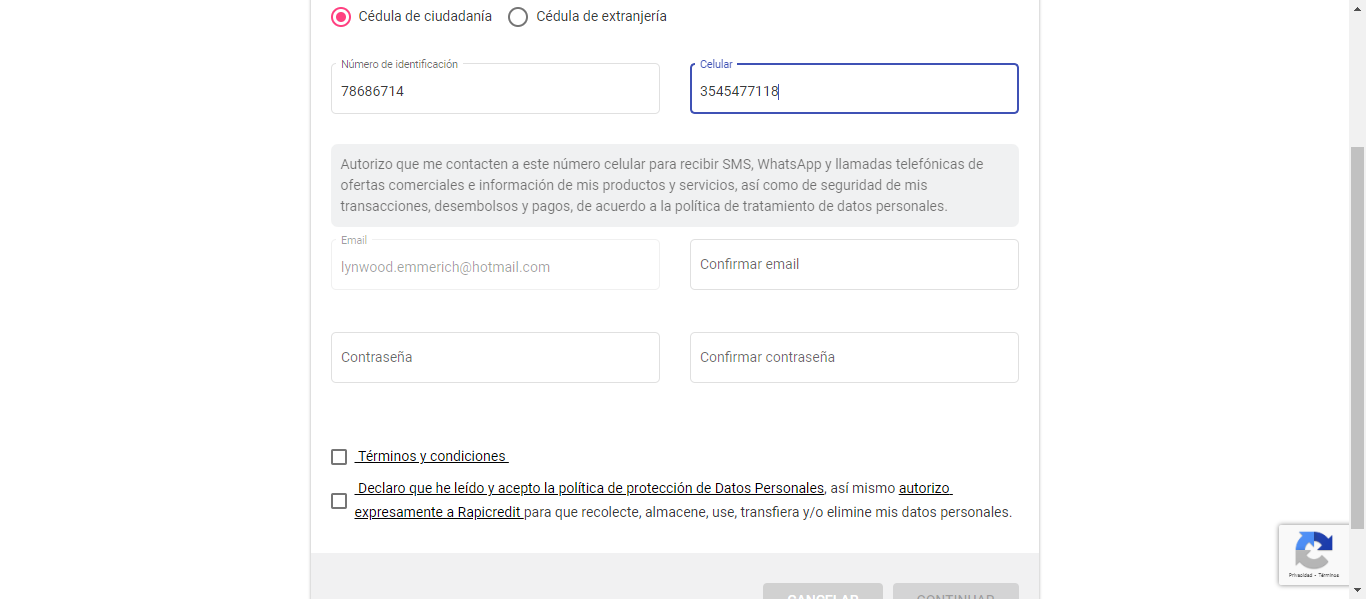 Cédula de ciudadanía Cédula de extranjería
Número de identificación Celular
78686714 3545477118
Autorizo que me contacten a este número celular para recibir SMS, WhatsApp y llamadas telefónicas de
ofertas comerciales e información de mis productos y servicios, así como de seguridad de mis
transacciones, desembolsos y pagos, de acuerdo a la política de tratamiento de datos personales.
Email
lynwood.emmerich@hotmail.com Confirmar email
Contraseña Confirmar contraseña
Términos y condiciones
Declaro que he leído y acepto la política de protección de Datos Personales, así mismo autorizo
expresamente a Rapicredit para que recolecte, almacene, use, transfiera y/o elimine mis datos personales.
Privacidad - Términos
CANCELAR CONTINUAR